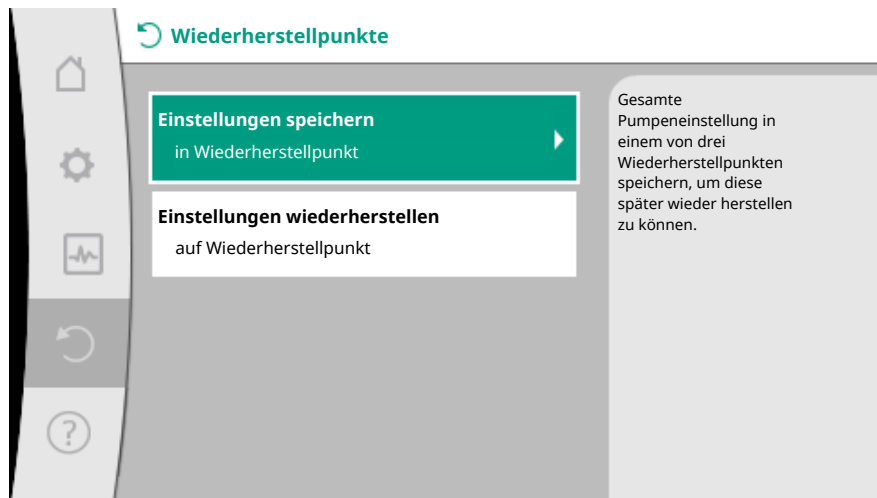 Wiederherstellpunkte
Einstellungen speichern
in Wiederherstellpunkt
Einstellungen wiederherstellen
auf Wiederherstellpunkt
Gesamte
Pumpeneinstellung in
einem von drei
Wiederherstellpunkten
speichern, um diese
später wieder herstellen
zu können.
?